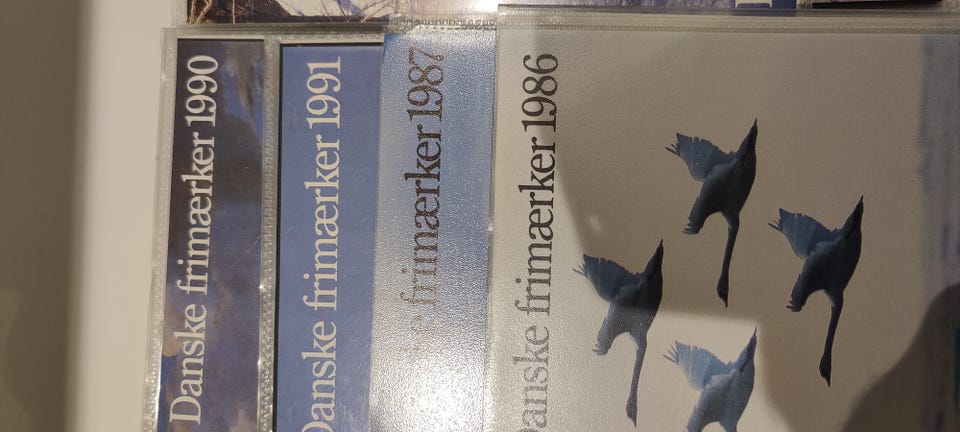 Danske frimærker 1990
Danske frimærker 1991
frimærker 1987
Danske frimærker 1986